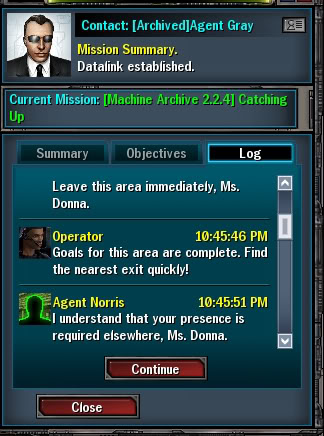 Contact: [Archived]Agent Gray
Mission Summary.
Datalink established.
Current Mission: [Machine Archive 2.2.4] Catching
Up
Summary
Objectives
Log
Leave this area immediately, Ms.
Donna.
Operator 10:45:46 PM
Goals for this area are complete. Find
the nearest exit quickly!
Agent Norris 10:45:51 PM
I understand that your presence is
required elsewhere, Ms. Donna.
Continue
Close